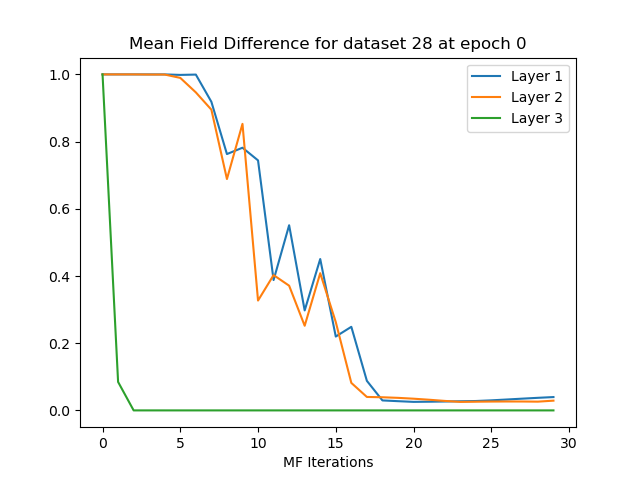 Mean Field Difference for dataset 28 at epoch 0
Layer 1
Layer 2
Layer 3
1.0
0.8
0.6
0.4
0.2
0.0
0 5 10 15 20 25 30
MF Iterations